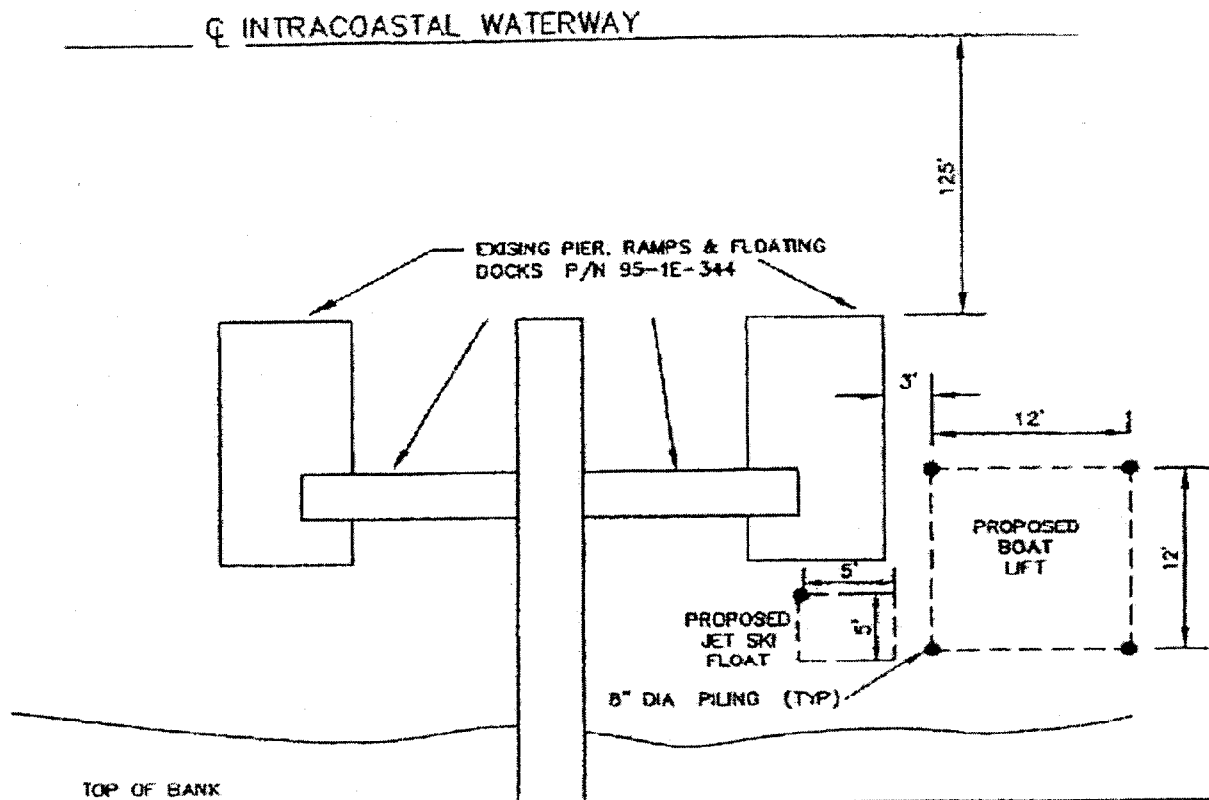 ℄ INTRACOASTAL WATERWAY
125'
EXISING PIER, RAMPS & FLOATING
DOCKS P/N 95-1E-344
3'
12'
PROPOSED
BOAT
LIFT
12'
5'
5'
PROPOSED
JET SKI
FLOAT
8" DIA PILING (TYP)
TOP OF BANK